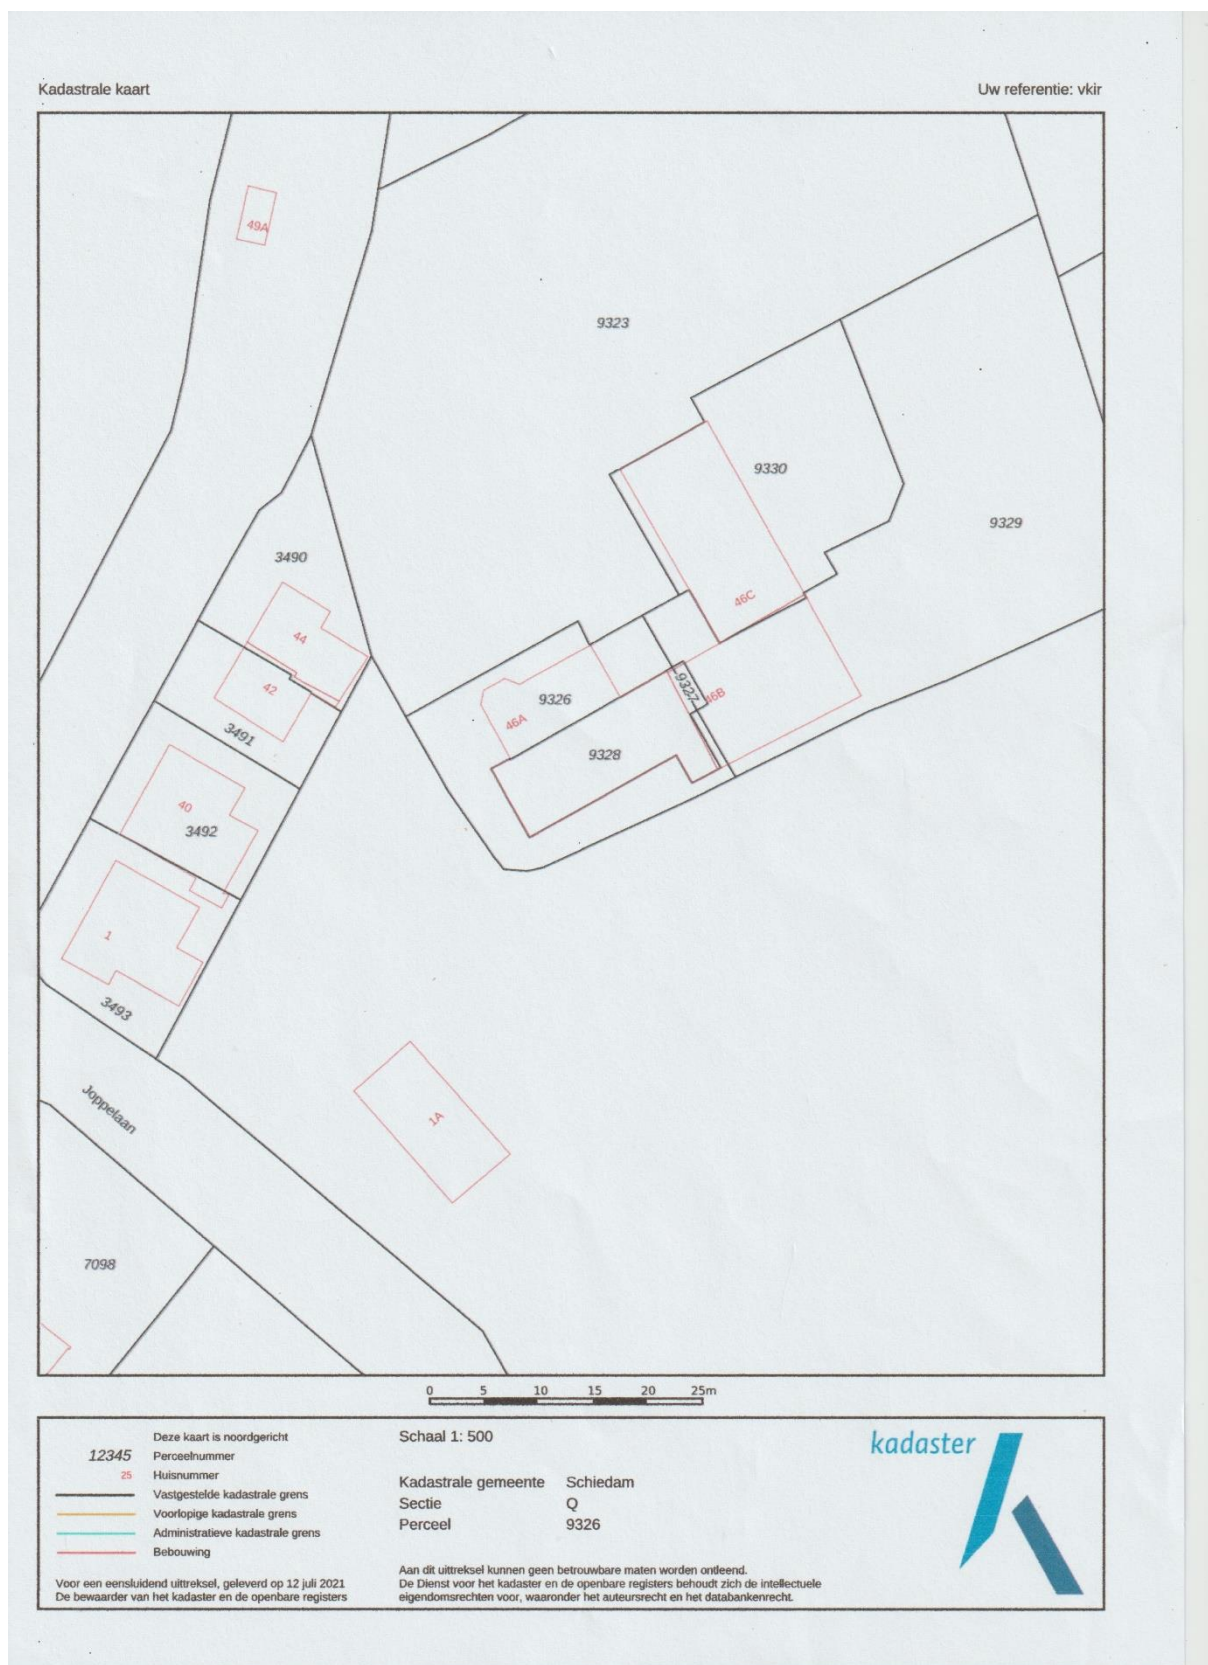 Kadastrale kaart
Uw referentie: vkir
49A
9323
9330
9329
3490
46C
44
42
9326
9327
46B
46A
3491
9328
40
3492
1
3493
Joppelaan
1A
7098
0 5 10 15 20 25m
Deze kaart is noordgericht
12345 Perceelnummer
25 Huisnummer
Vastgestelde kadastrale grens
Voorlopige kadastrale grens
Administratieve kadastrale grens
Bebouwing
Voor een eensluidend uittreksel, geleverd op 12 juli 2021
De bewaarder van het kadaster en de openbare registers
Schaal 1: 500
Kadastrale gemeente Schiedam
Sectie Q
Perceel 9326
Aan dit uittreksel kunnen geen betrouwbare maten worden ontleend.
De Dienst voor het kadaster en de openbare registers behoudt zich de intellectuele
eigendomsrechten voor, waaronder het auteursrecht en het databankenrecht.
kadaster